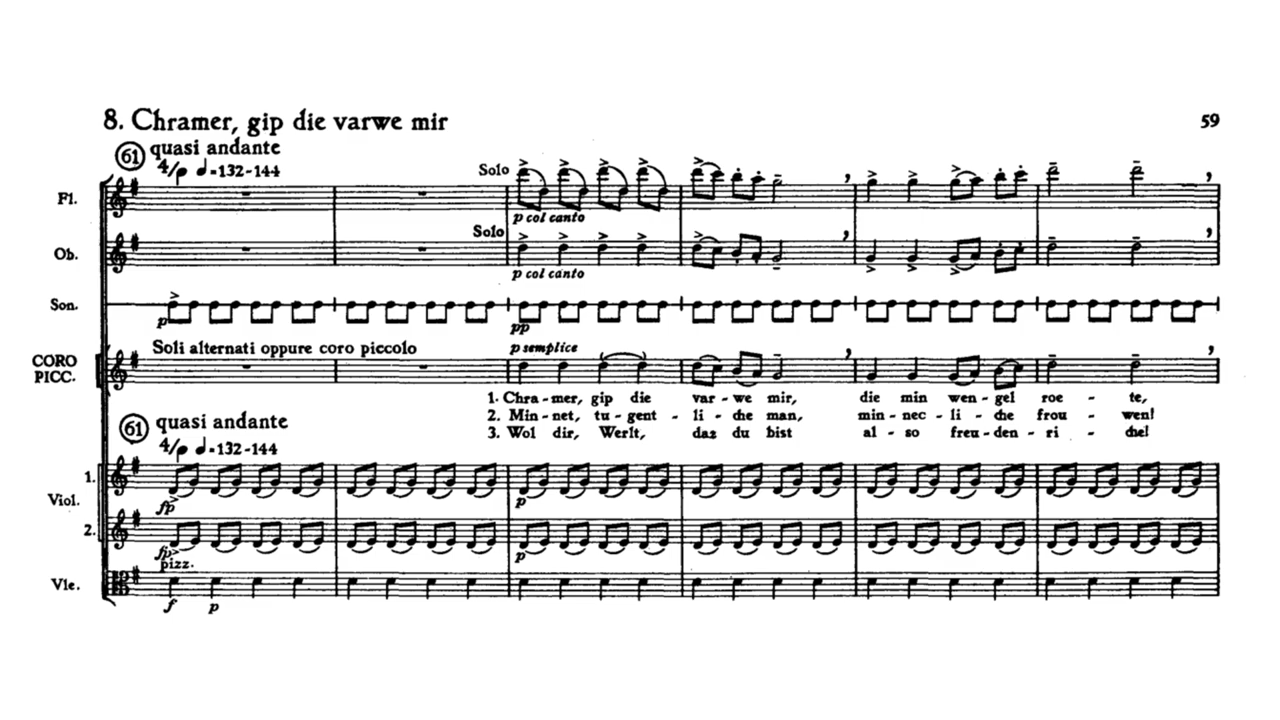 8. Chramer, gip die varwe mir
59
61 quasi andante
4/ = 132-144
Solo
Fl.
p col canto
Solo
Ob.
p col canto
Son.
p
pp
Soli alternati oppure coro piccolo
p semplice
CORO
PICC.
1. Chra - mer, gip die var - we mir, die min wen - gel roe - te,
2. Min - net, tu - gent - li - che man, min - nec - li - che frou - wen!
3. Wol dir, Werlt, daz du bist al - so freu - den - ri - che!
61 quasi andante
4/ = 132-144
1.
Viol.
fp
p
2.
fp
p
pizz.
Vle.
f p